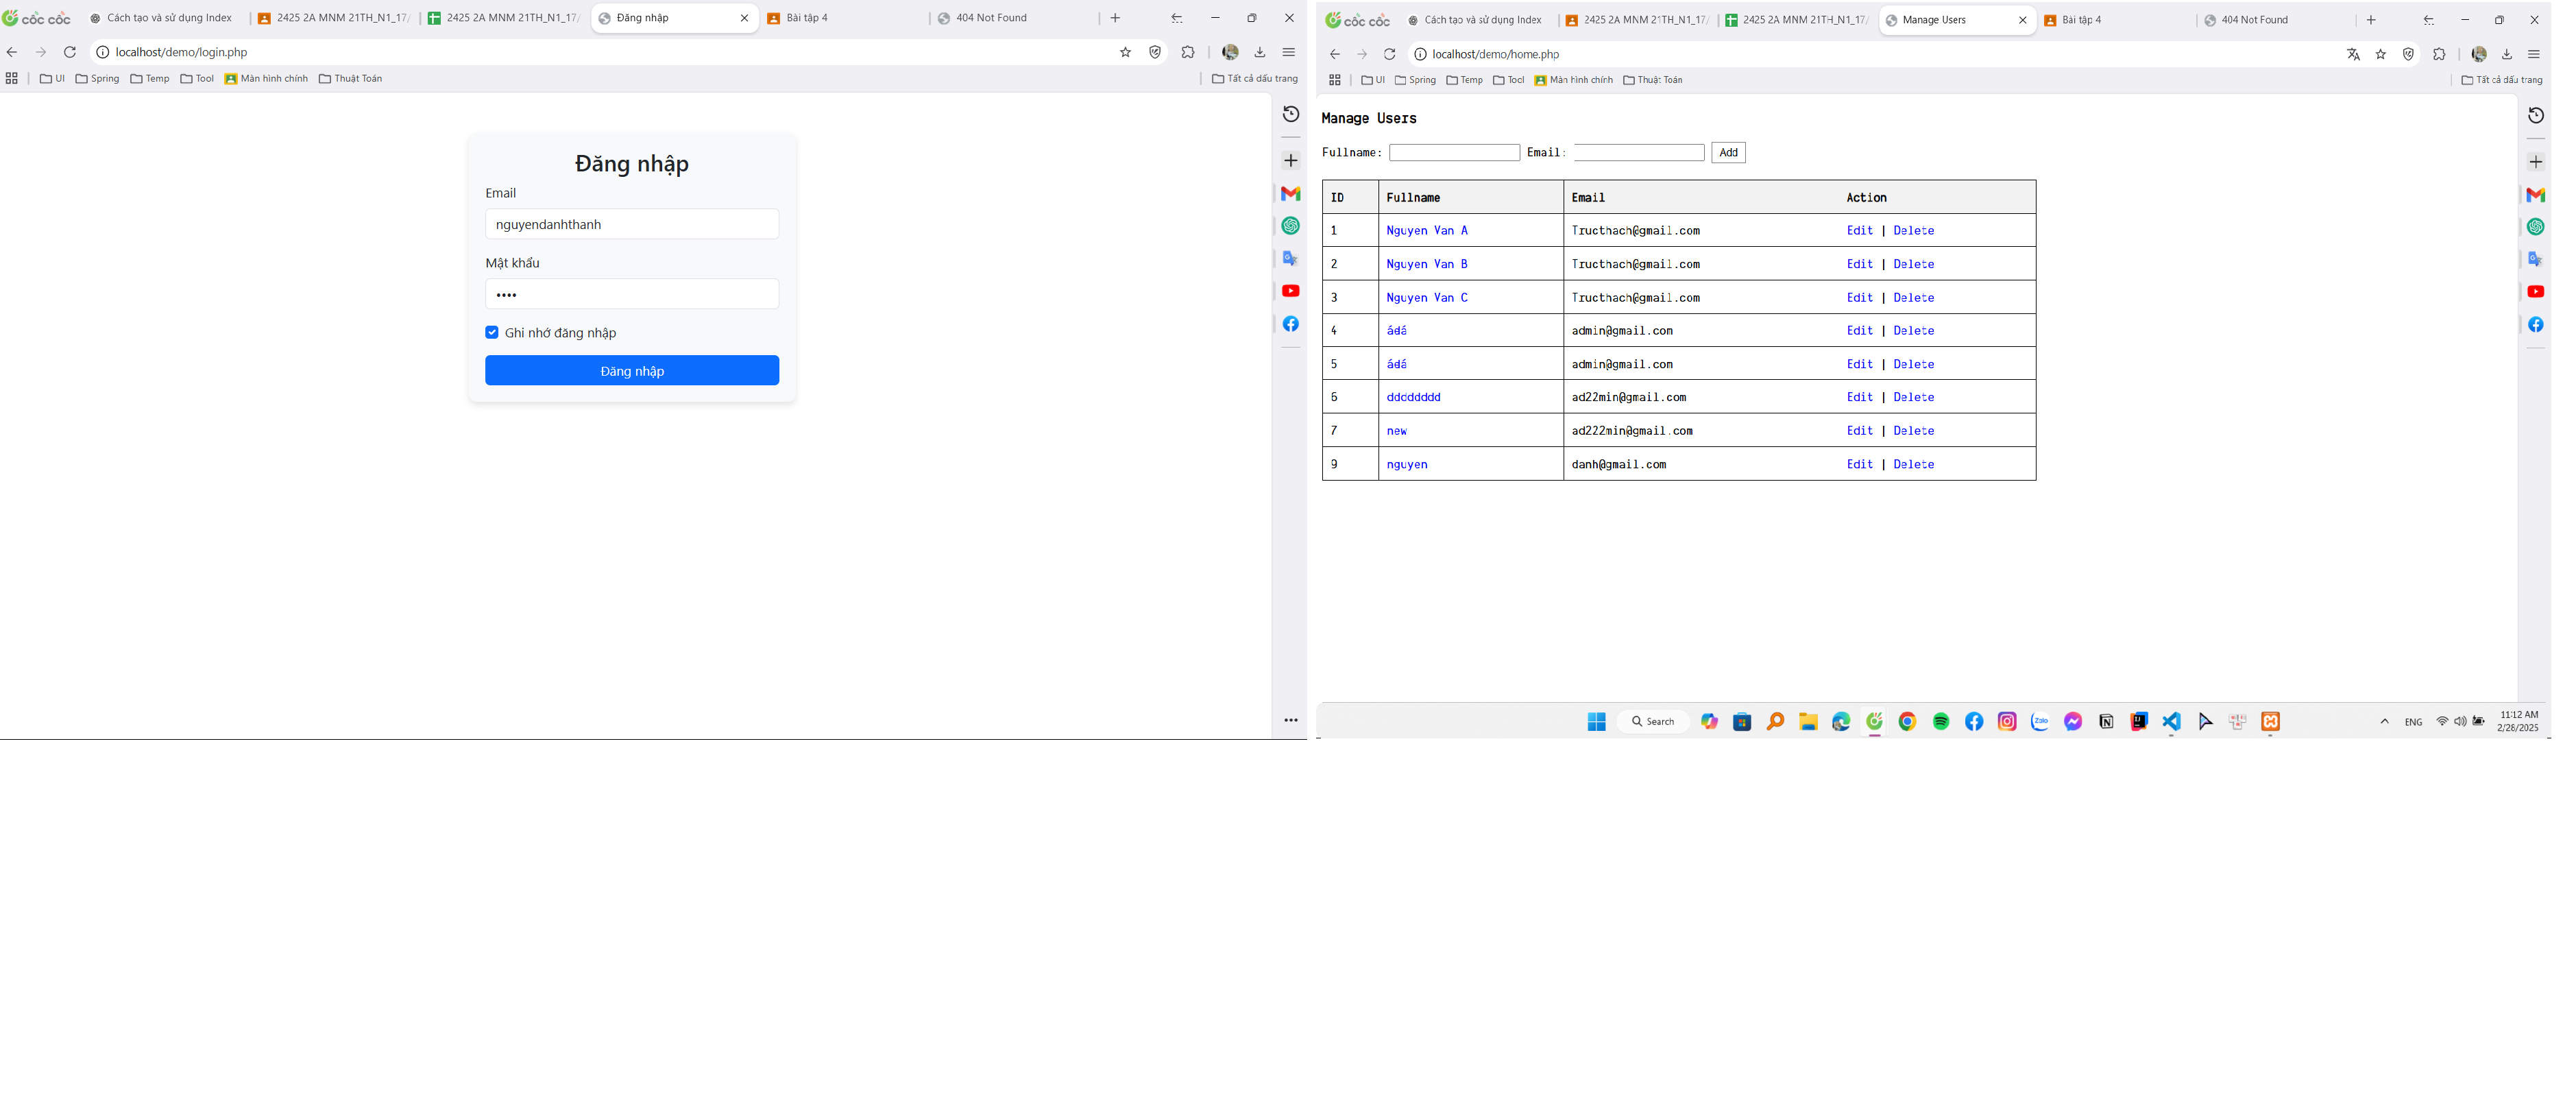 cốc cốc
Cách tạo và sử dụng Index
2425 2A MNM 21TH_N1_17/
2425 2A MNM 21TH_N1_17/
Đăng nhập
Bài tập 4
404 Not Found
localhost/demo/login.php
UI
Spring
Temp
Tool
Màn hình chính
Thuật Toán
Tất cả dấu trang
Đăng nhập
Email
nguyendanhthanh
Mật khẩu
••••
Ghi nhớ đăng nhập
Đăng nhập
cốc cốc
Cách tạo và sử dụng Index
2425 2A MNM 21TH_N1_17/
2425 2A MNM 21TH_N1_17/
Manage Users
Bài tập 4
404 Not Found
localhost/demo/home.php
UI
Spring
Temp
Tool
Màn hình chính
Thuật Toán
Tất cả dấu trang
Manage Users
Fullname: Email: Add
ID Fullname Email Action
1 Nguyen Van A Tructhach@gmail.com Edit | Delete
2 Nguyen Van B Tructhach@gmail.com Edit | Delete
3 Nguyen Van C Tructhach@gmail.com Edit | Delete
4 áđấ admin@gmail.com Edit | Delete
5 áđấ admin@gmail.com Edit | Delete
6 dddddddd ad22min@gmail.com Edit | Delete
7 new ad222min@gmail.com Edit | Delete
9 nguyen danh@gmail.com Edit | Delete
Search
Zalo
ENG
11:12 AM
2/28/2025